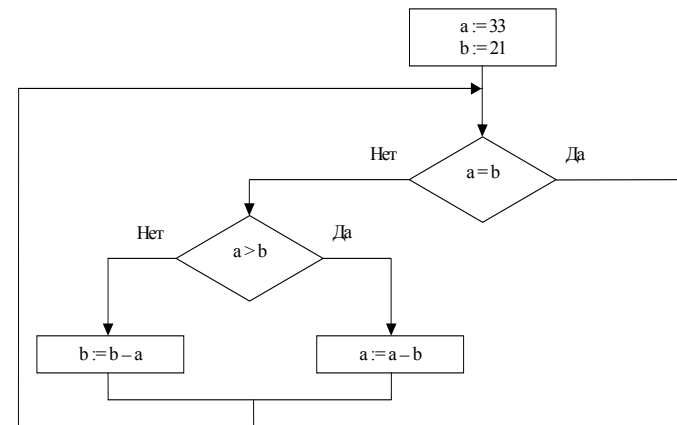 a := 33
b := 21
Нет
Да
a = b
Нет
Да
a > b
b := b – a
a := a – b